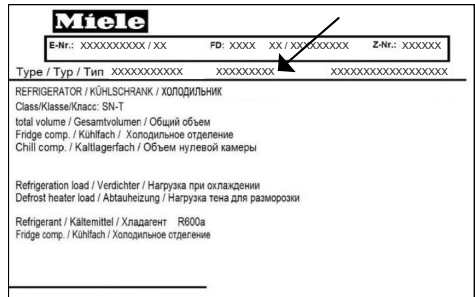 Miele
E-Nr.: XXXXXXXXXX / XX FD: XXXX XX / XXXXXXXXX Z-Nr.: XXXXXX
Type / Typ / Тип XXXXXXXXXXX XXXXXXXXX XXXXXXXXXXXXXXXXXX
REFRIGERATOR / KÜHLSCHRANK / ХОЛОДИЛЬНИК
Class/Klasse/Класс: SN-T
total volume / Gesamtvolumen / Общий объем
Fridge comp. / Kühlfach / Холодильное отделение
Chill comp. / Kaltlagerfach / Объем нулевой камеры
Refrigeration load / Verdichter / Нагрузка при охлаждении
Defrost heater load / Abtauheizung / Нагрузка тена для разморозки
Refrigerant / Kältemittel / Хладагент R600a
Fridge comp. / Kühlfach / Холодильное отделение